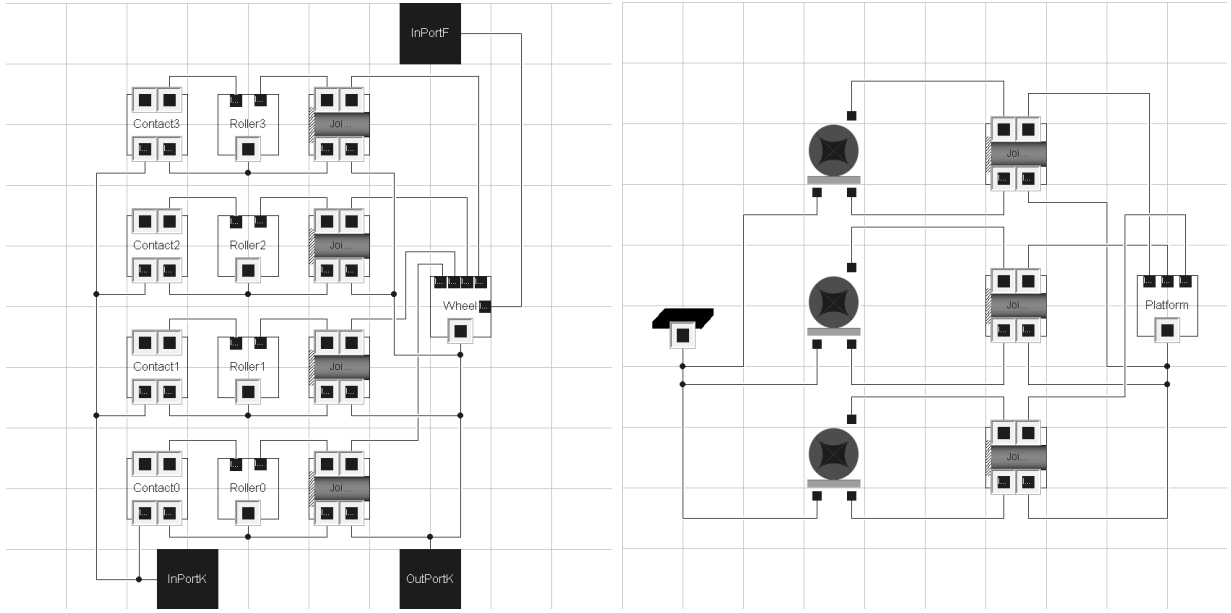 InPortF
Contact3 Roller3 Joi...
Contact2 Roller2 Joi...
Wheel
Contact1 Roller1 Joi...
Contact0 Roller0 Joi...
InPortK OutPortK
Joi...
Joi... Platform
Joi...